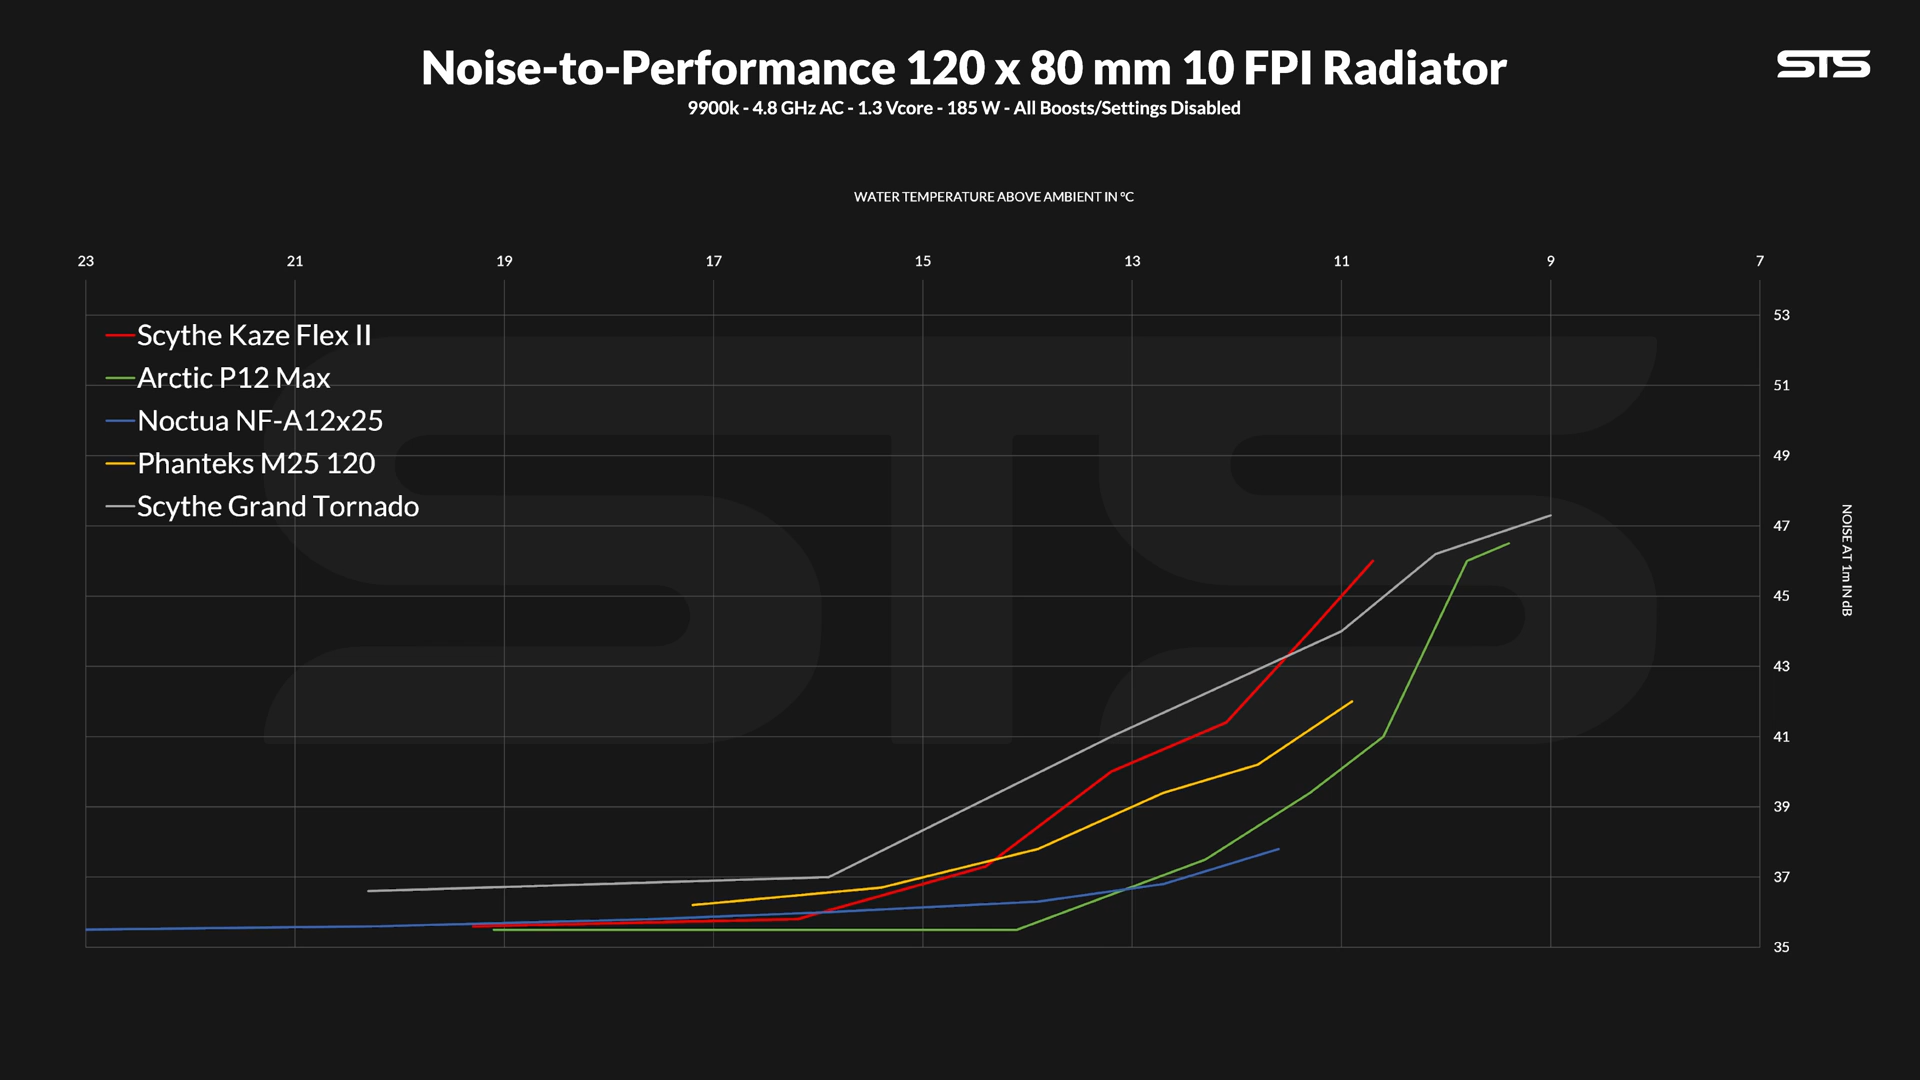 Noise-to-Performance 120 x 80 mm 10 FPI Radiator
STS
9900k - 4.8 GHz AC - 1.3 Vcore - 185 W - All Boosts/Settings Disabled
WATER TEMPERATURE ABOVE AMBIENT IN °C
23 21 19 17 15 13 11 9 7
Scythe Kaze Flex II
Arctic P12 Max
Noctua NF-A12x25
Phanteks M25 120
Scythe Grand Tornado
STS
53
51
49
47
45
43
41
39
37
35
NOISE AT 1m IN dB